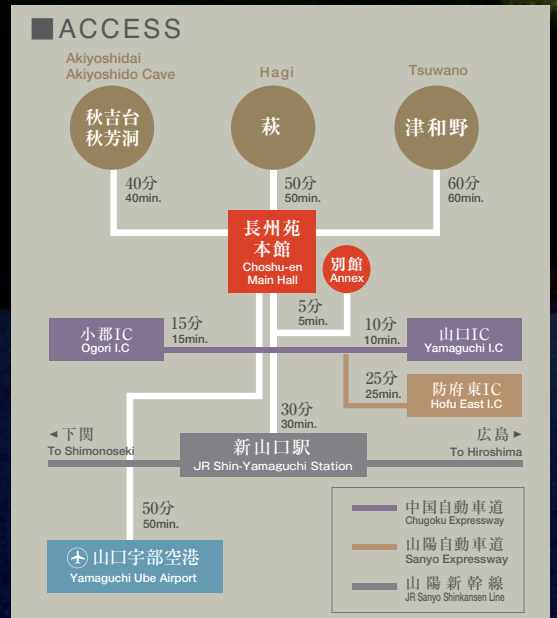 ACCESS
Akiyoshidai
Akiyoshido Cave
Hagi
Tsuwano
秋吉台
秋芳洞
萩
津和野
40分
40min.
50分
50min.
60分
60min.
長州苑
本館
Choshu-en
Main Hall
別館
Annex
5分
5min.
小郡IC
Ogori I.C
15分
15min.
10分
10min.
山口IC
Yamaguchi I.C
25分
25min.
防府東IC
Hofu East I.C
30分
30min.
◄下関
To Shimonoseki
新山口駅
JR Shin-Yamaguchi Station
広島►
To Hiroshima
50分
50min.
山口宇部空港
Yamaguchi Ube Airport
中国自動車道
Chugoku Expressway
山陽自動車道
Sanyo Expressway
山陽新幹線
JR Sanyo Shinkansen Line